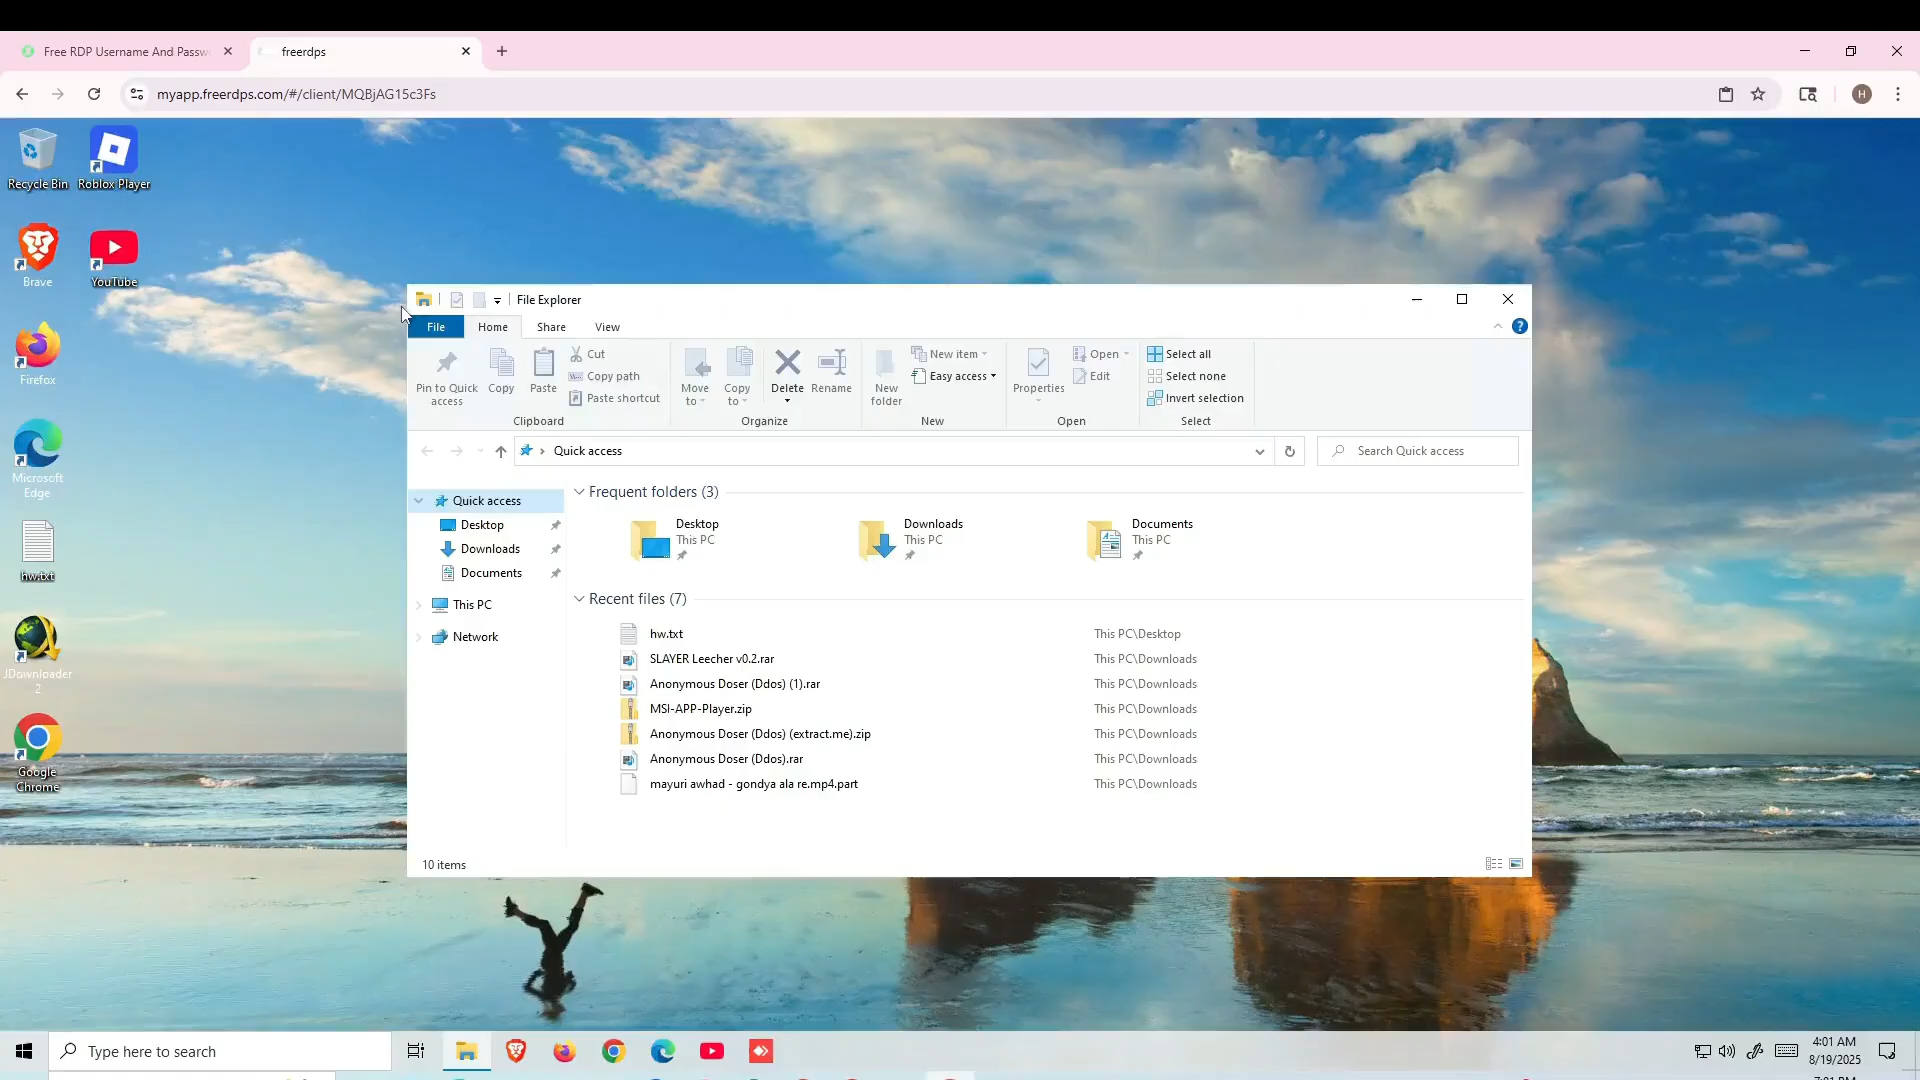 Free RDP Username And Passw
freerdps
myapp.freerdps.com/#/client/MQBjAG15c3Fs
H
Recycle Bin
Roblox Player
Brave
YouTube
Firefox
Microsoft
Edge
hw.txt
JDownloader
2
Google
Chrome
File Explorer
File
Home
Share
View
Pin to Quick
access
Copy
Paste
Cut
Copy path
Paste shortcut
Clipboard
Move
to
Copy
to
Delete
Rename
Organize
New
folder
New item
Easy access
New
Properties
Open
Edit
Open
Select all
Select none
Invert selection
Select
Quick access
Search Quick access
Quick access
Desktop
Downloads
Documents
This PC
Network
Frequent folders (3)
Desktop
This PC
Downloads
This PC
Documents
This PC
Recent files (7)
hw.txt This PC\Desktop
SLAYER Leecher v0.2.rar This PC\Downloads
Anonymous Doser (Ddos) (1).rar This PC\Downloads
MSI-APP-Player.zip This PC\Downloads
Anonymous Doser (Ddos) (extract.me).zip This PC\Downloads
Anonymous Doser (Ddos).rar This PC\Downloads
mayuri awhad - gondya ala re.mp4.part This PC\Downloads
10 items
Type here to search
4:01 AM
8/19/2025